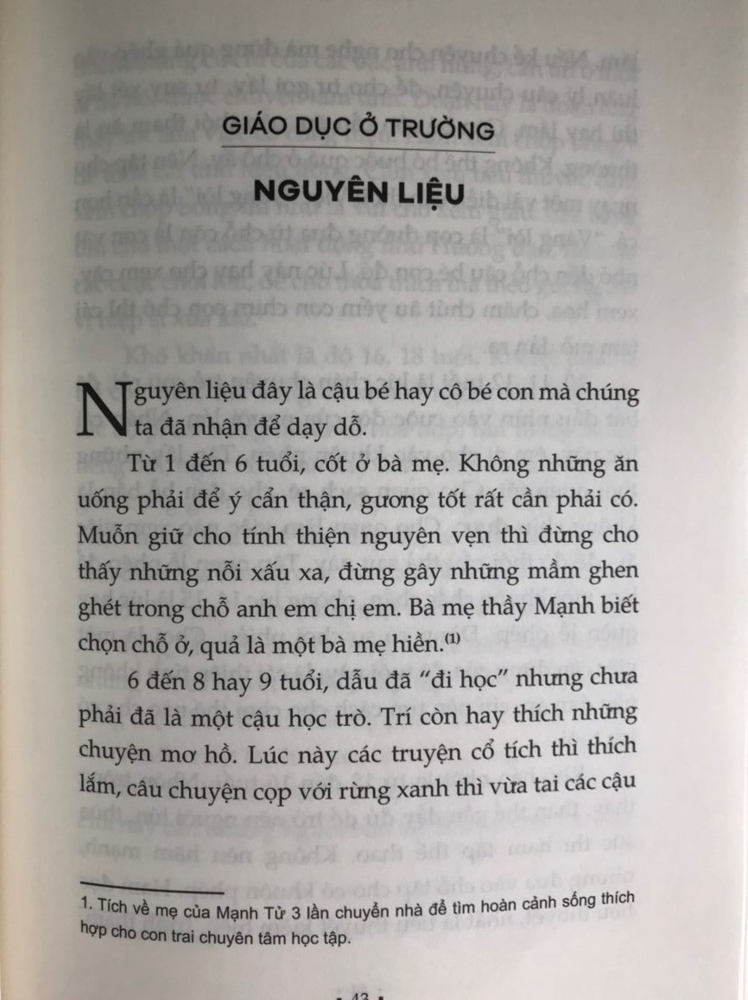 GIÁO DỤC Ở TRƯỜNG
NGUYÊN LIỆU
Nguyên liệu đây là cậu bé hay cô bé con mà chúng
ta đã nhận để dạy dỗ.
Từ 1 đến 6 tuổi, cốt ở bà mẹ. Không những ăn
uống phải để ý cẩn thận, gương tốt rất cần phải có.
Muốn giữ cho tính thiện nguyên vẹn thì đừng cho
thấy những nỗi xấu xa, đừng gây những mầm ghen
ghét trong chỗ anh em chị em. Bà mẹ thầy Mạnh biết
chọn chỗ ở, quả là một bà mẹ hiền.(1)
6 đến 8 hay 9 tuổi, dẫu đã “đi học” nhưng chưa
phải đã là một cậu học trò. Trí còn hay thích những
chuyện mơ hồ. Lúc này các truyện cổ tích thì thích
lắm, câu chuyện cọp với rừng xanh thì vừa tai các cậu
1. Tích về mẹ của Mạnh Tử 3 lần chuyển nhà để tìm hoàn cảnh sống thích
hợp cho con trai chuyên tâm học tập.
▪ 43 ▪